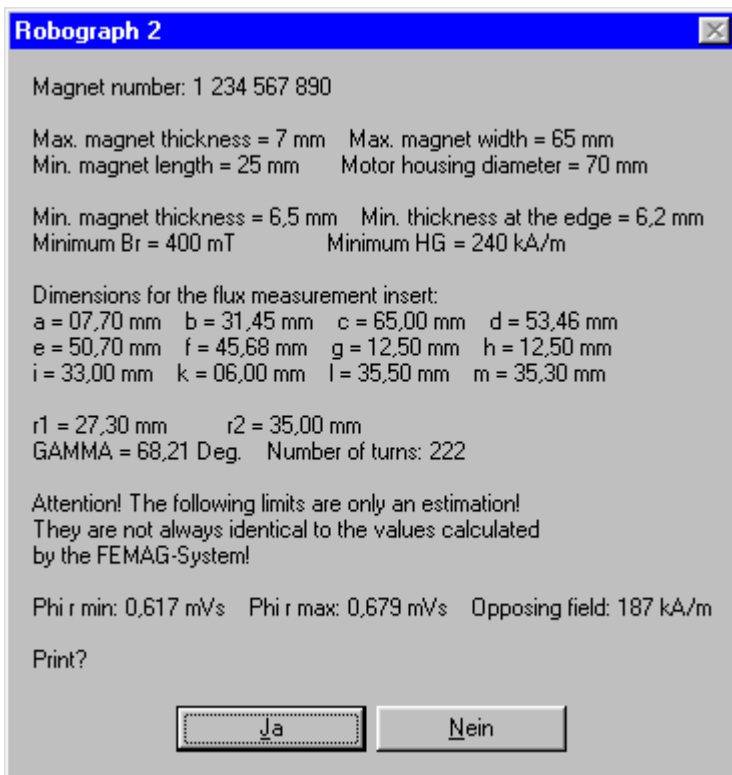 Robograph 2
Magnet number: 1 234 567 890
Max. magnet thickness = 7 mm Max. magnet width = 65 mm
Min. magnet length = 25 mm Motor housing diameter = 70 mm
Min. magnet thickness = 6,5 mm Min. thickness at the edge = 6,2 mm
Minimum Br = 400 mT Minimum HG = 240 kA/m
Dimensions for the flux measurement insert:
a = 07,70 mm b = 31,45 mm c = 65,00 mm d = 53,46 mm
e = 50,70 mm f = 45,68 mm g = 12,50 mm h = 12,50 mm
i = 33,00 mm k = 06,00 mm l = 35,50 mm m = 35,30 mm
r1 = 27,30 mm r2 = 35,00 mm
GAMMA = 68,21 Deg. Number of turns: 222
Attention! The following limits are only an estimation!
They are not always identical to the values calculated
by the FEMAG-System!
Phi r min: 0,617 mVs Phi r max: 0,679 mVs Opposing field: 187 kA/m
Print?
Ja Nein